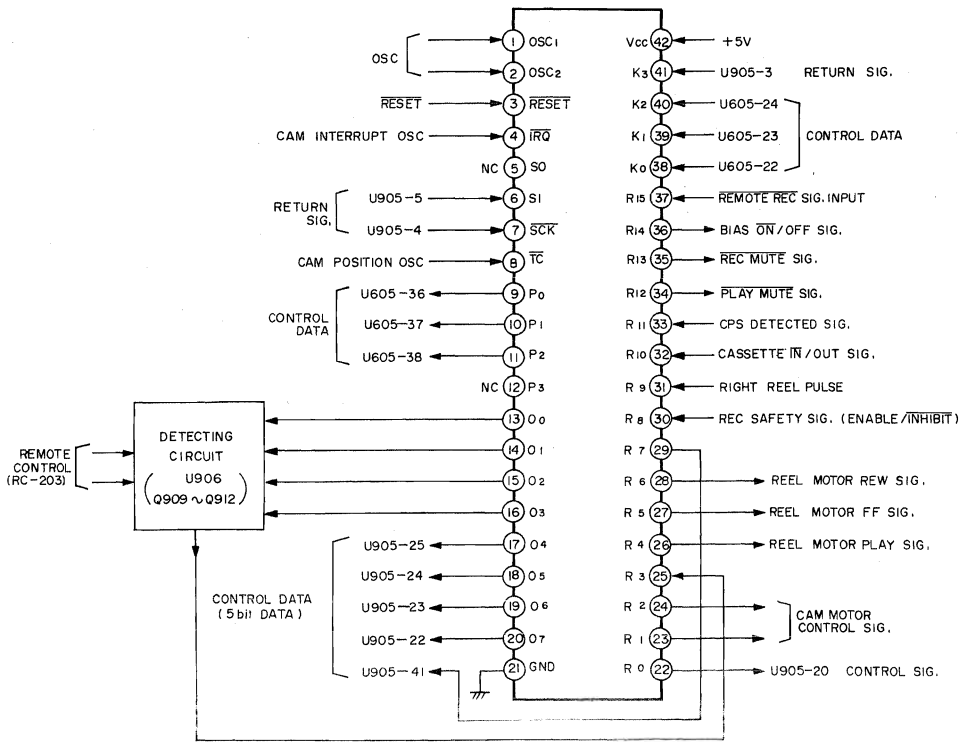 OSC
1 OSC1
2 OSC2
RESET 3 RESET
CAM INTERRUPT OSC 4 IRQ
NC 5 SO
RETURN SIG.
U905-5 6 SI
U905-4 7 SCK
CAM POSITION OSC 8 TC
CONTROL DATA
U605-36 9 P0
U605-37 10 P1
U605-38 11 P2
NC 12 P3
REMOTE CONTROL (RC-203)
DETECTING CIRCUIT
U906
(Q909~Q912)
13 O0
14 O1
15 O2
16 O3
CONTROL DATA
(5bit DATA)
U905-25 17 O4
U905-24 18 O5
U905-23 19 O6
U905-22 20 O7
U905-41 21 GND
Vcc 42 +5V
K3 41 U905-3 RETURN SIG.
K2 40 U605-24
K1 39 U605-23 CONTROL DATA
K0 38 U605-22
R15 37 REMOTE REC SIG. INPUT
R14 36 BIAS ON/OFF SIG.
R13 35 REC MUTE SIG.
R12 34 PLAY MUTE SIG.
R11 33 CPS DETECTED SIG.
R10 32 CASSETTE IN/OUT SIG.
R9 31 RIGHT REEL PULSE
R8 30 REC SAFETY SIG. (ENABLE/INHIBIT)
R7 29
R6 28 REEL MOTOR REW SIG.
R5 27 REEL MOTOR FF SIG.
R4 26 REEL MOTOR PLAY SIG.
R3 25
R2 24
CAM MOTOR CONTROL SIG.
R1 23
R0 22 U905-20 CONTROL SIG.